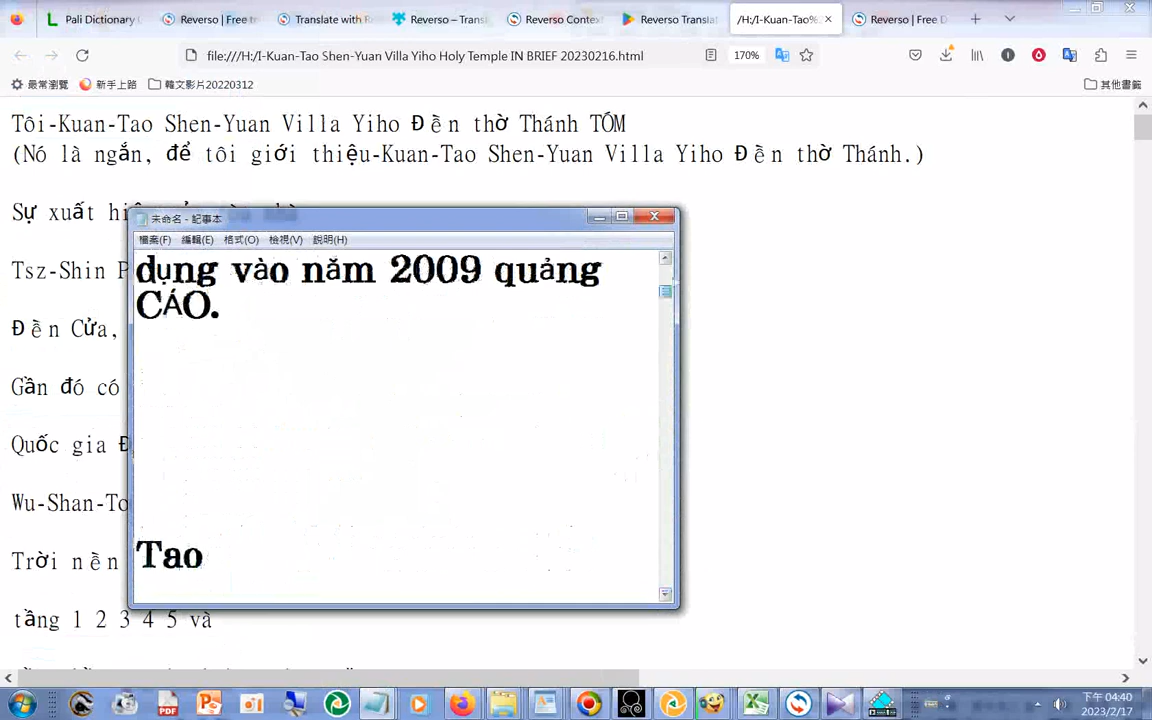 Pali Dictionary
Reverso | Free tr
Translate with R
Reverso – Transl
Reverso Context
Reverso Translat
/H:/I-Kuan-Tao%
Reverso | Free D
file:///H:/I-Kuan-Tao Shen-Yuan Villa Yiho Holy Temple IN BRIEF 20230216.html
170%
最常瀏覽
新手上路
韓文影片20220312
其他書籤
Tôi-Kuan-Tao Shen-Yuan Villa Yiho Đền thờ Thánh TÓM
(Nó là ngắn, để tôi giới thiệu-Kuan-Tao Shen-Yuan Villa Yiho Đền thờ Thánh.)
Sự xuất
未命名 - 記事本
檔案(F) 編輯(E) 格式(O) 檢視(V) 說明(H)
dụng vào năm 2009 quảng
CÁO.
Tao
Tsz-Shin P
Đền Cửa,
Gần đó có
Quốc gia Đ
Wu-Shan-To
Trời nền
tầng 1 2 3 4 5 và
下午 04:40
2023/2/17